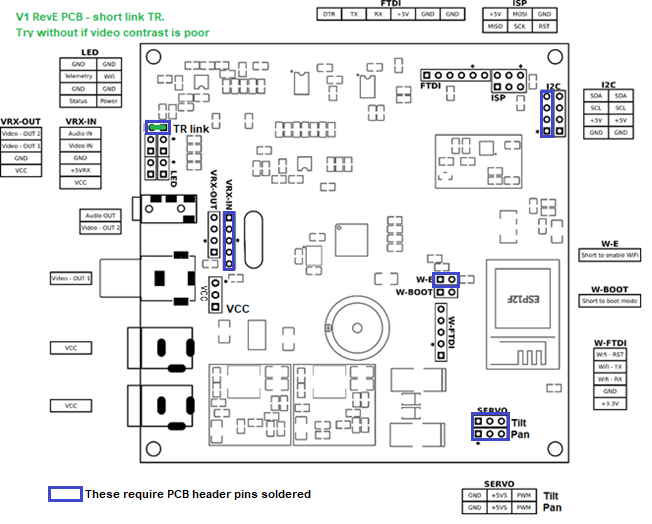 V1 RevE PCB - short link TR.
Try without if video contrast is poor
FTDI
DTR TX RX +5V GND GND
ISP
+5V MOSI GND
MISO SCK RST
LED
GND GND
Telemetry Wifi
GND GND
Status Power
VRX-OUT
Video - OUT 2
Video - OUT 1
GND
VCC
VRX-IN
Audio IN
Video IN
GND
+5VRX
VCC
TR link
LED
FTDI
ISP
I2C
I2C
SDA SDA
SCL SCL
+5V +5V
GND GND
Audio OUT
Video - OUT 2
VRX-OUT
VRX-IN
Video - OUT 1
VCC
VCC
W-E
W-BOOT
W-FTDI
ESP12F
W-E
Short to enable WiFi
W-BOOT
Short to boot mode
W-FTDI
Wifi - RST
Wifi - TX
Wifi - RX
GND
+3.3V
VCC
VCC
SERVO
Tilt
Pan
These require PCB header pins soldered
SERVO
GND +5VS PWM Tilt
GND +5VS PWM Pan